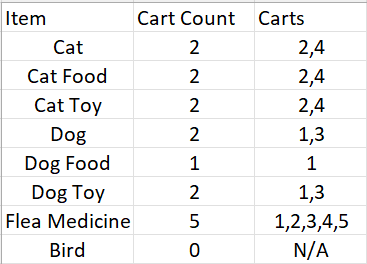 Item Cart Count Carts
Cat 2 2,4
Cat Food 2 2,4
Cat Toy 2 2,4
Dog 2 1,3
Dog Food 1 1
Dog Toy 2 1,3
Flea Medicine 5 1,2,3,4,5
Bird 0 N/A